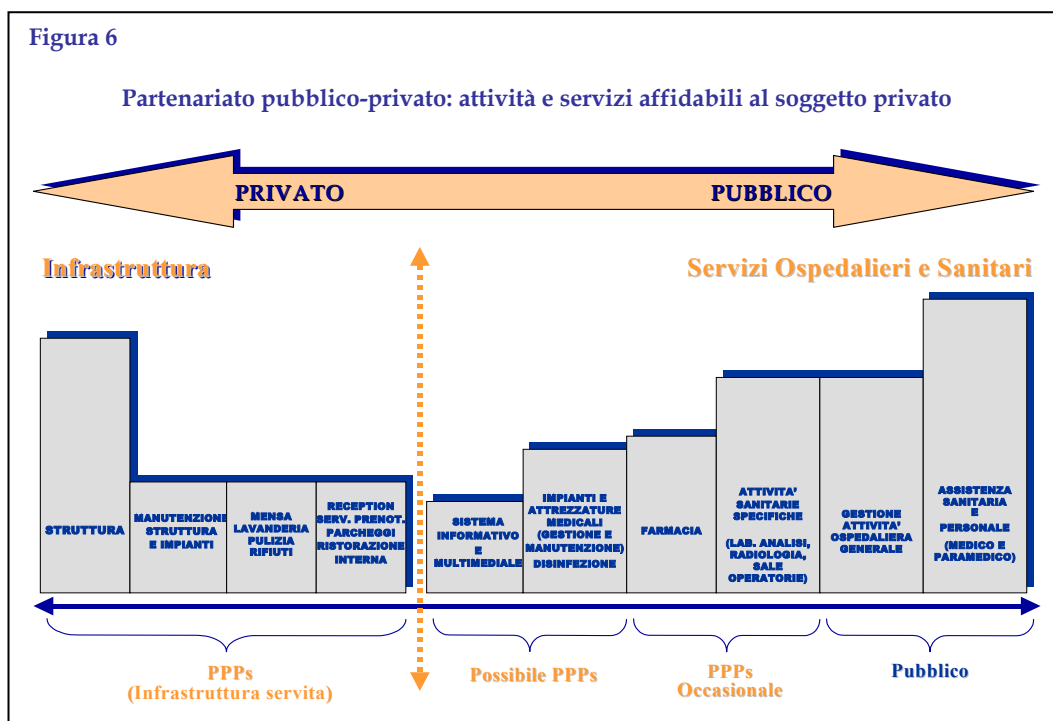 Figura 6
Partenariato pubblico-privato: attività e servizi affidabili al soggetto privato
PRIVATO
PUBBLICO
Infrastruttura
Servizi Ospedalieri e Sanitari
STRUTTURA
MANUTENZIONE
STRUTTURA
E IMPIANTI
MENSA
LAVANDERIA
PULIZIA
RIFIUTI
RECEPTION
SERV. PRENOT.
PARCHEGGI
RISTORAZIONE
INTERNA
SISTEMA
INFORMATIVO
E
MULTIMEDIALE
IMPIANTI E
ATTREZZATURE
MEDICALI
(GESTIONE E
MANUTENZIONE)
DISINFEZIONE
FARMACIA
ATTIVITA'
SANITARIE
SPECIFICHE
(LAB. ANALISI,
RADIOLOGIA,
SALE
OPERATORIE)
GESTIONE
ATTIVITA'
OSPEDALIERA
GENERALE
ASSISTENZA
SANITARIA
E
PERSONALE
(MEDICO E
PARAMEDICO)
PPPs
(Infrastruttura servita)
Possibile PPPs
PPPs
Occasionale
Pubblico